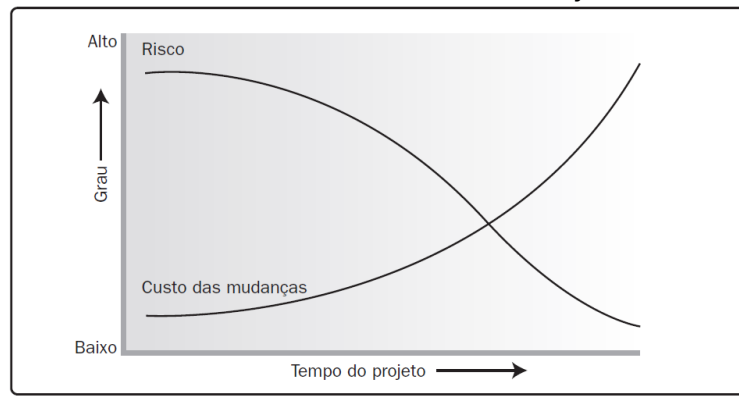 Alto
Risco
Grau
Custo das mudanças
Baixo
Tempo do projeto